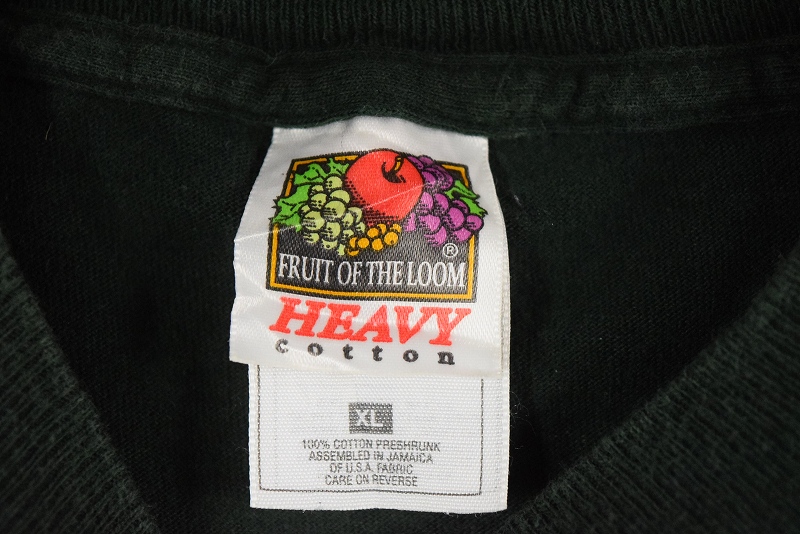 ®
FRUIT OF THE LOOM
HEAVY
cotton
XL
100% COTTON PRESHRUNK
ASSEMBLED IN JAMAICA
OF U.S.A. FABRIC
CARE ON REVERSE